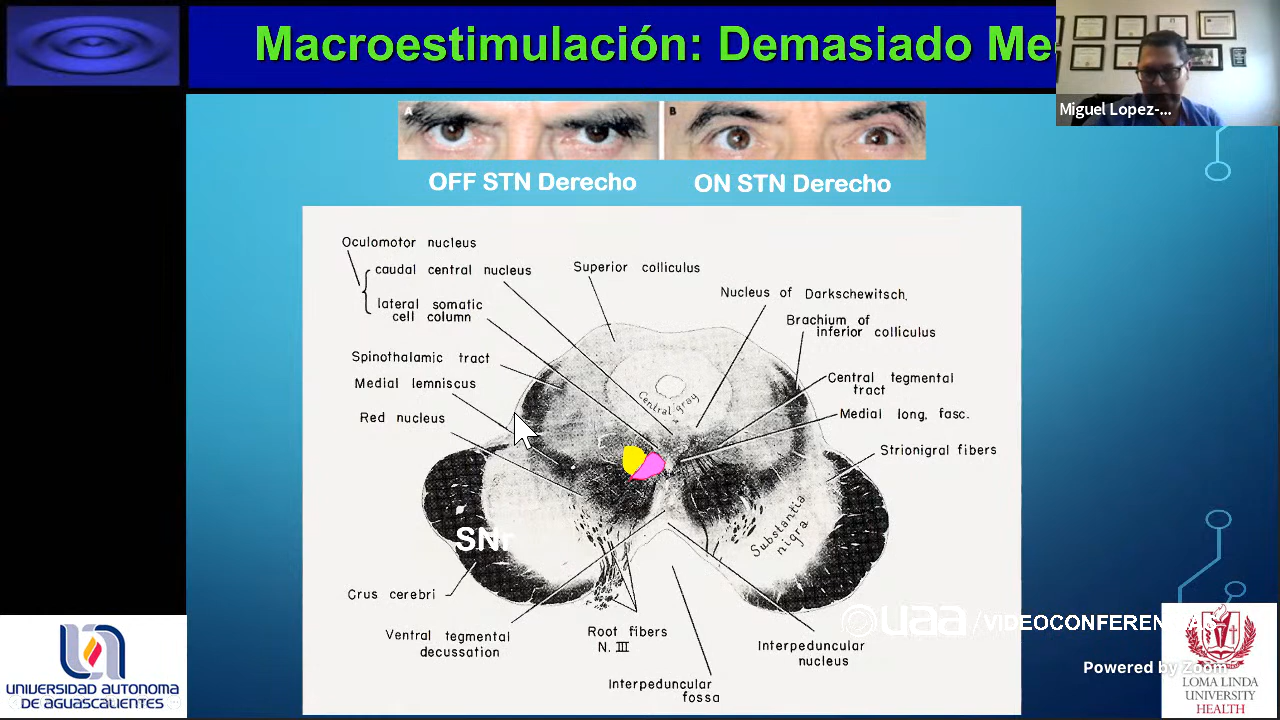 Macroestimulación: Demasiado Me
Miguel Lopez-...
A
B
OFF STN Derecho
ON STN Derecho
Oculomotor nucleus
caudal central nucleus
lateral somatic
cell column
Superior colliculus
Nucleus of Darkschewitsch.
Brachium of
inferior colliculus
Spinothalamic tract
Medial lemniscus
Red nucleus
Central gray
Central tegmental
tract
Medial long. fasc.
Strionigral fibers
Substantia
nigra
SNr
Crus cerebri
Ventral tegmental
decussation
Root fibers
N. III
Interpeduncular
fossa
Interpeduncular
nucleus
uaa /VIDEOCONFERENCIAS
Powered by Zoom
UNIVERSIDAD AUTONOMA
DE AGUASCALIENTES
LOMA LINDA
UNIVERSITY
HEALTH